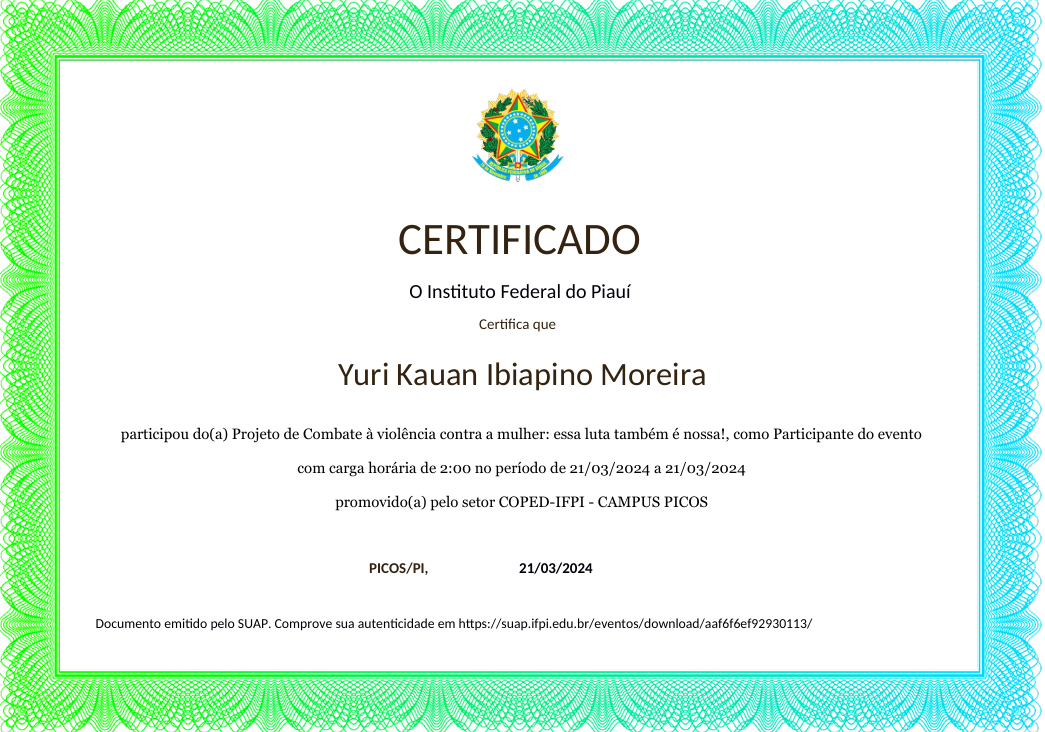 CERTIFICADO
O Instituto Federal do Piauí
Certifica que
Yuri Kauan Ibiapino Moreira
participou do(a) Projeto de Combate à violência contra a mulher: essa luta também é nossa!, como Participante do evento
com carga horária de 2:00 no período de 21/03/2024 a 21/03/2024
promovido(a) pelo setor COPED-IFPI - CAMPUS PICOS
PICOS/PI, 21/03/2024
Documento emitido pelo SUAP. Comprove sua autenticidade em https://suap.ifpi.edu.br/eventos/download/aaf6f6ef92930113/